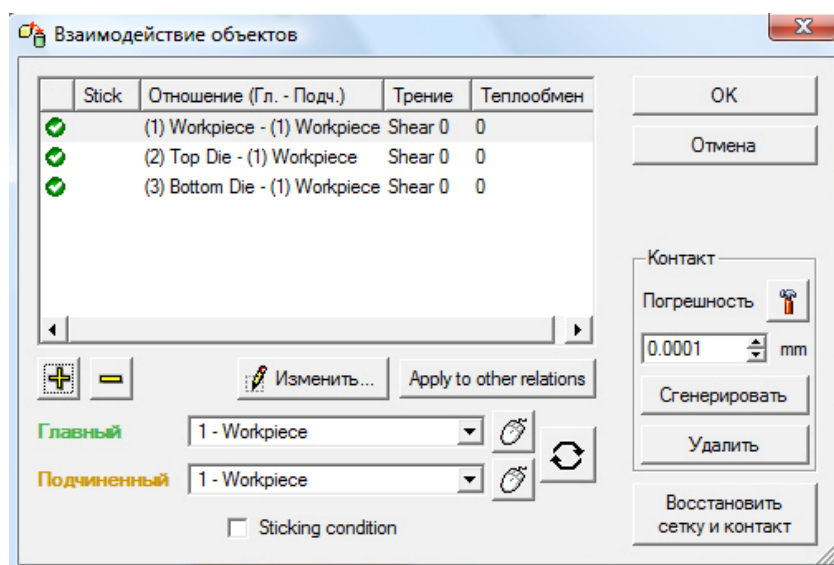 Взаимодействие объектов
Stick Отношение (Гл. - Подч.) Трение Теплообмен
(1) Workpiece - (1) Workpiece Shear 0 0
(2) Top Die - (1) Workpiece Shear 0 0
(3) Bottom Die - (1) Workpiece Shear 0 0
OK
Отмена
Контакт
Погрешность
0.0001 mm
Сгенерировать
Удалить
Восстановить
сетку и контакт
Изменить... Apply to other relations
Главный 1 - Workpiece
Подчиненный 1 - Workpiece
Sticking condition